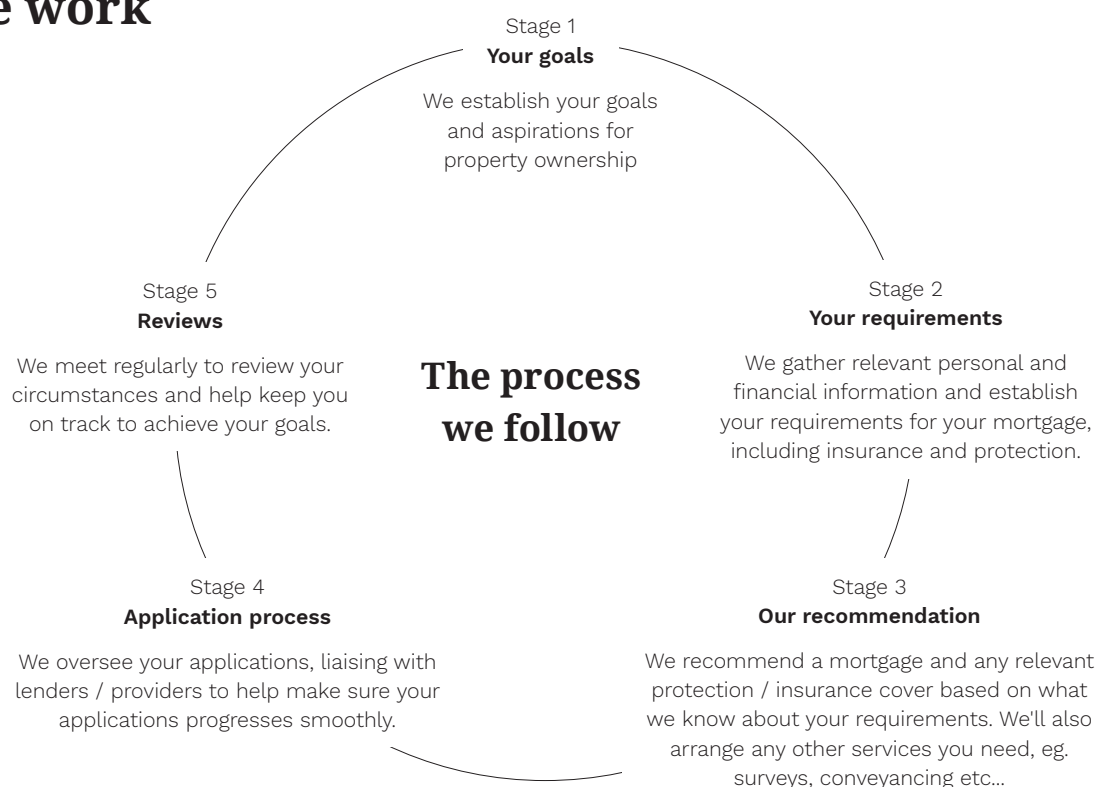 e work
Stage 1
Your goals
We establish your goals
and aspirations for
property ownership
Stage 2
Your requirements
We gather relevant personal and
financial information and establish
your requirements for your mortgage,
including insurance and protection.
Stage 3
Our recommendation
We recommend a mortgage and any relevant
protection / insurance cover based on what
we know about your requirements. We'll also
arrange any other services you need, eg.
surveys, conveyancing etc...
Stage 4
Application process
We oversee your applications, liaising with
lenders / providers to help make sure your
applications progresses smoothly.
Stage 5
Reviews
We meet regularly to review your
circumstances and help keep you
on track to achieve your goals.
The process
we follow